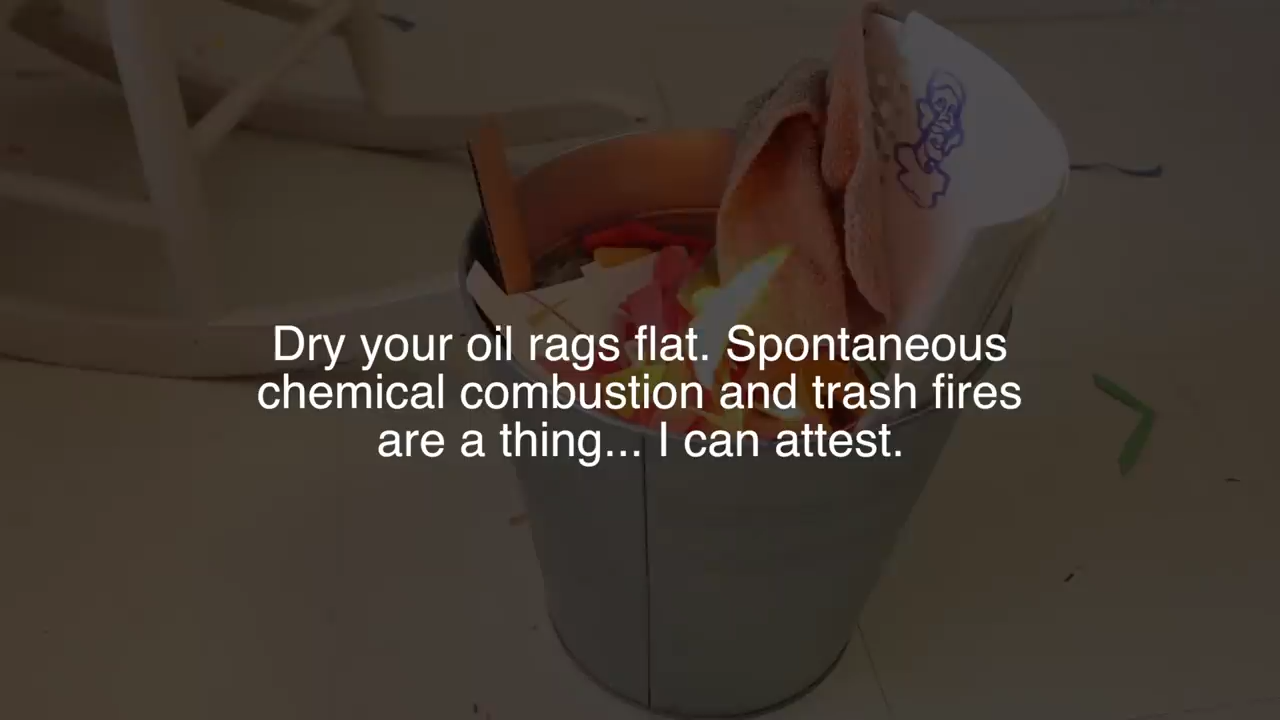 Dry your oil rags flat. Spontaneous
chemical combustion and trash fires
are a thing... I can attest.